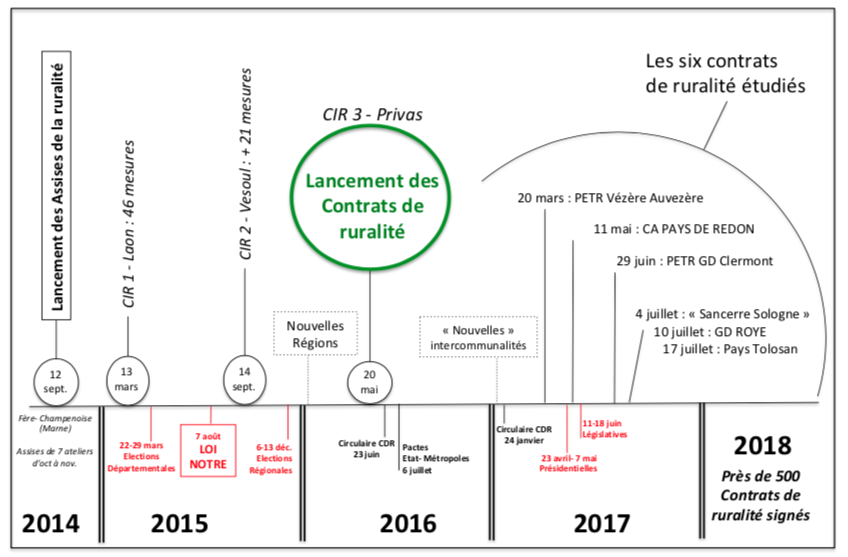 Lancement des Assises de la ruralité
CIR 1 - Laon : 46 mesures
CIR 2 - Vesoul : + 21 mesures
CIR 3 - Privas
Lancement des
Contrats de
ruralité
Les six contrats
de ruralité étudiés
20 mars : PETR Vézère Auvezère
11 mai : CA PAYS DE REDON
29 juin : PETR GD Clermont
4 juillet : « Sancerre Sologne »
10 juillet : GD ROYE
17 juillet : Pays Tolosan
Nouvelles
Régions
« Nouvelles »
intercommunalités
12
sept.
13
mars
14
sept.
20
mai
Fère- Champenoise
(Marne)
Assises de 7 ateliers
d'oct à nov.
22-29 mars
Elections
Départementales
7 août
LOI
NOTRE
6-13 déc.
Elections
Régionales
Circulaire CDR
23 juin
Pactes
Etat- Métropoles
6 juillet
Circulaire CDR
24 janvier
23 avril- 7 mai
Présidentielles
11-18 juin
Législatives
2014
2015
2016
2017
2018
Près de 500
Contrats de
ruralité signés